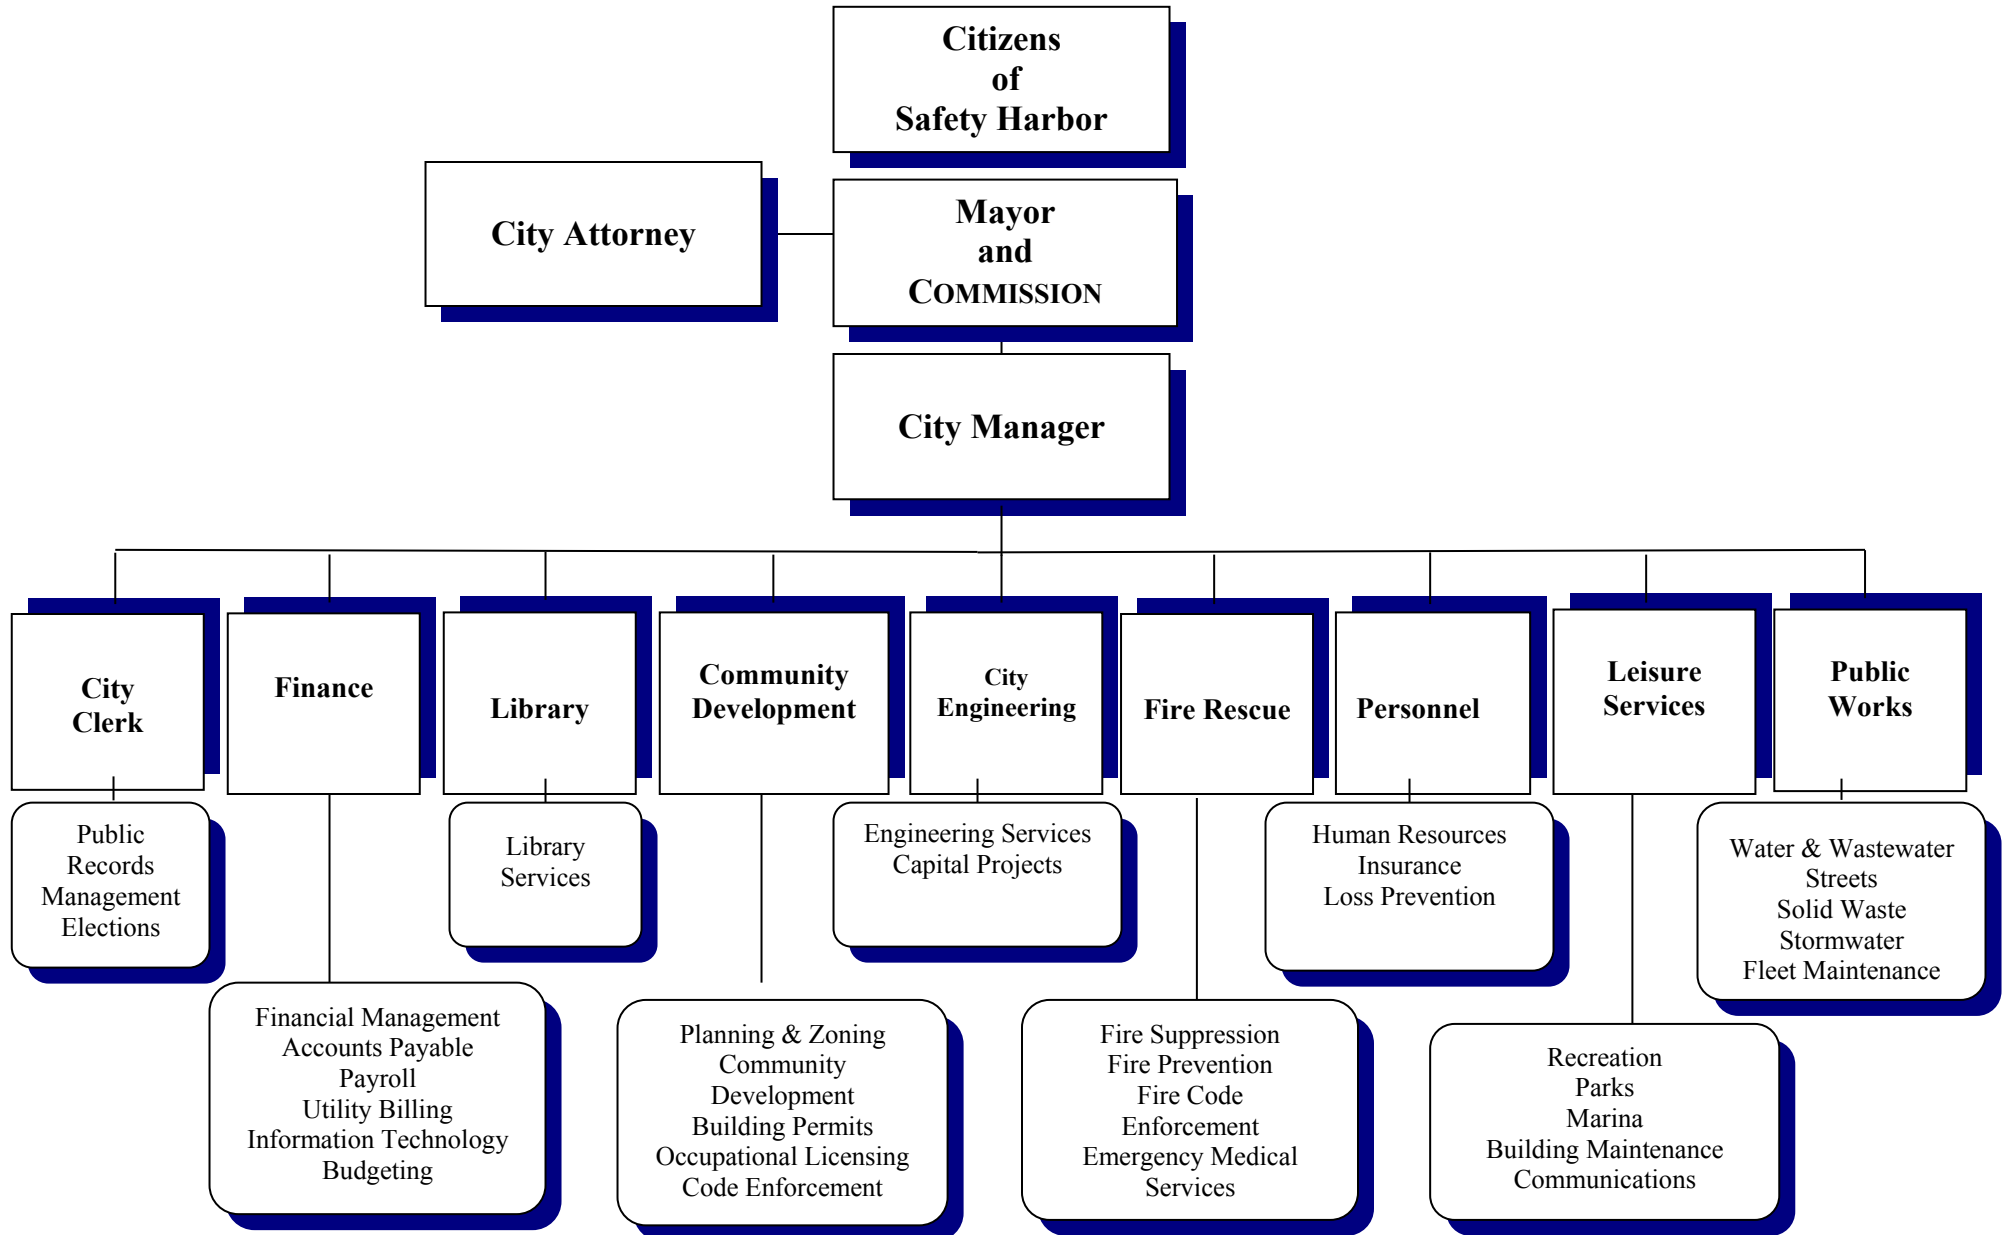 Citizens
of
Safety Harbor
City Attorney
Mayor
and
COMMISSION
City Manager
City
Clerk
Finance
Library
Community
Development
City
Engineering
Fire Rescue
Personnel
Leisure
Services
Public
Works
Public
Records
Management
Elections
Library
Services
Engineering Services
Capital Projects
Human Resources
Insurance
Loss Prevention
Water & Wastewater
Streets
Solid Waste
Stormwater
Fleet Maintenance
Financial Management
Accounts Payable
Payroll
Utility Billing
Information Technology
Budgeting
Planning & Zoning
Community
Development
Building Permits
Occupational Licensing
Code Enforcement
Fire Suppression
Fire Prevention
Fire Code
Enforcement
Emergency Medical
Services
Recreation
Parks
Marina
Building Maintenance
Communications